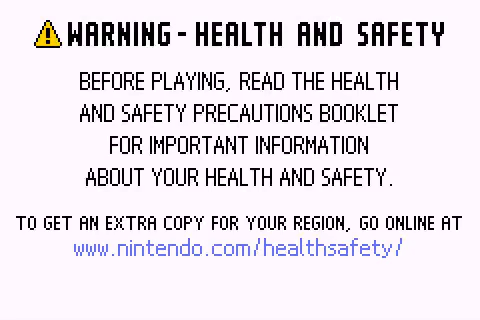 WARNING - HEALTH AND SAFETY
BEFORE PLAYING, READ THE HEALTH
AND SAFETY PRECAUTIONS BOOKLET
FOR IMPORTANT INFORMATION
ABOUT YOUR HEALTH AND SAFETY.
TO GET AN EXTRA COPY FOR YOUR REGION, GO ONLINE AT
www.nintendo.com/healthsafety/